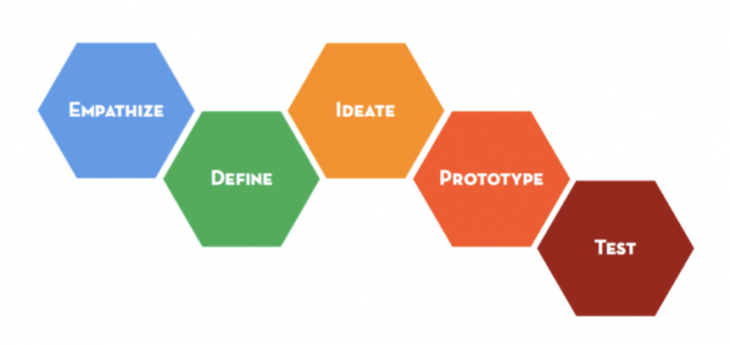 Empathize
Define
Ideate
Prototype
Test